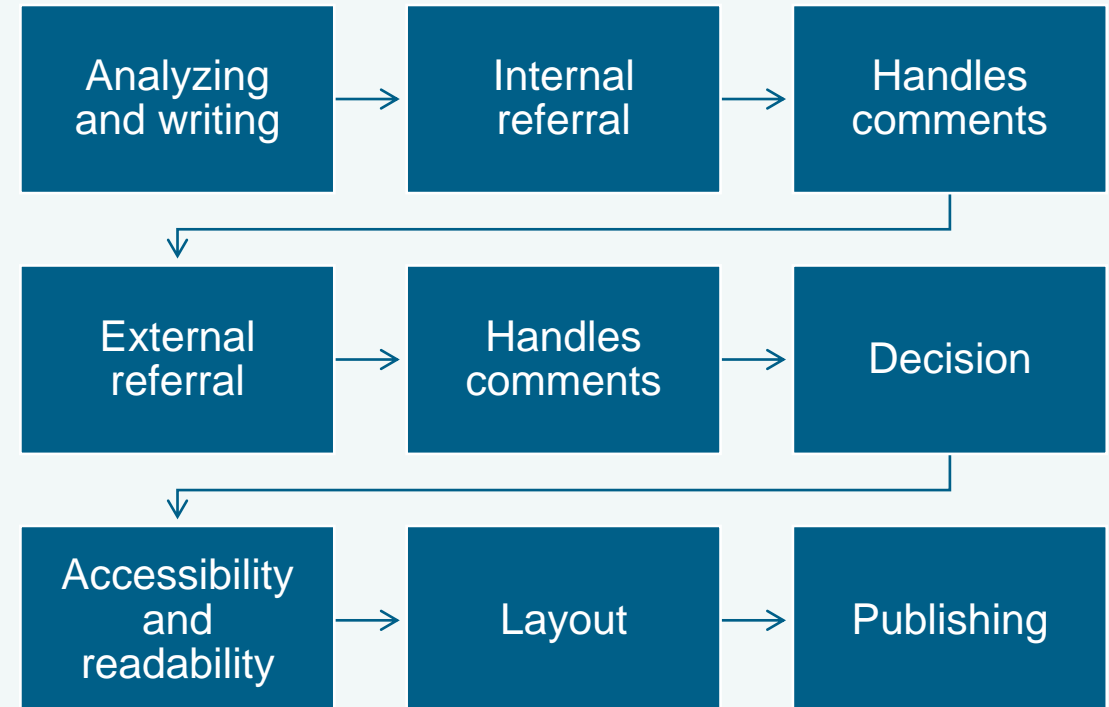 Analyzing
and writing
Internal
referral
Handles
comments
External
referral
Handles
comments
Decision
Accessibility
and
readability
Layout
Publishing